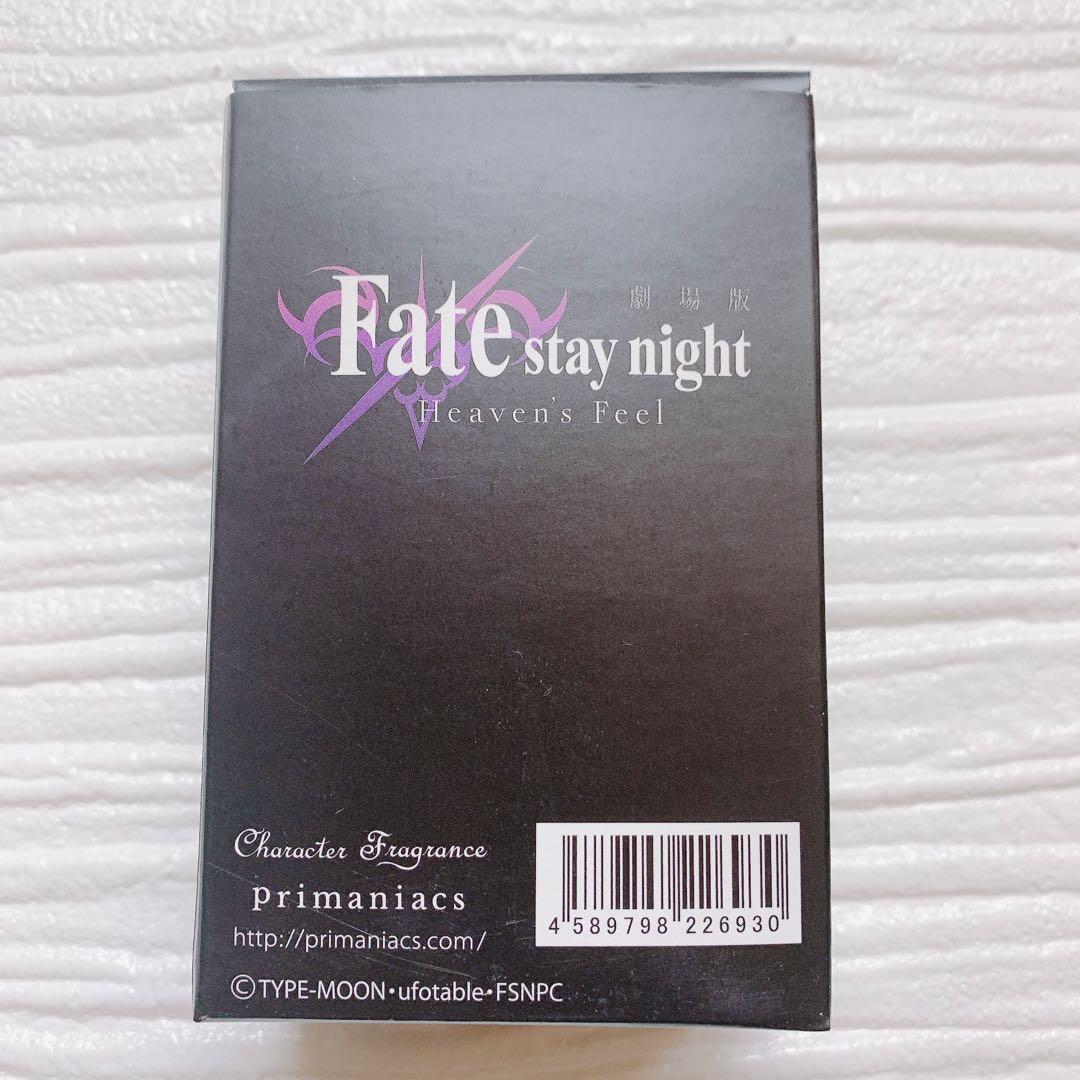 劇場版
Fate stay night
Heaven's Feel
Character Fragrance
primaniacs
http://primaniacs.com/
4 589798 226930
©TYPE-MOON・ufotable・FSNPC